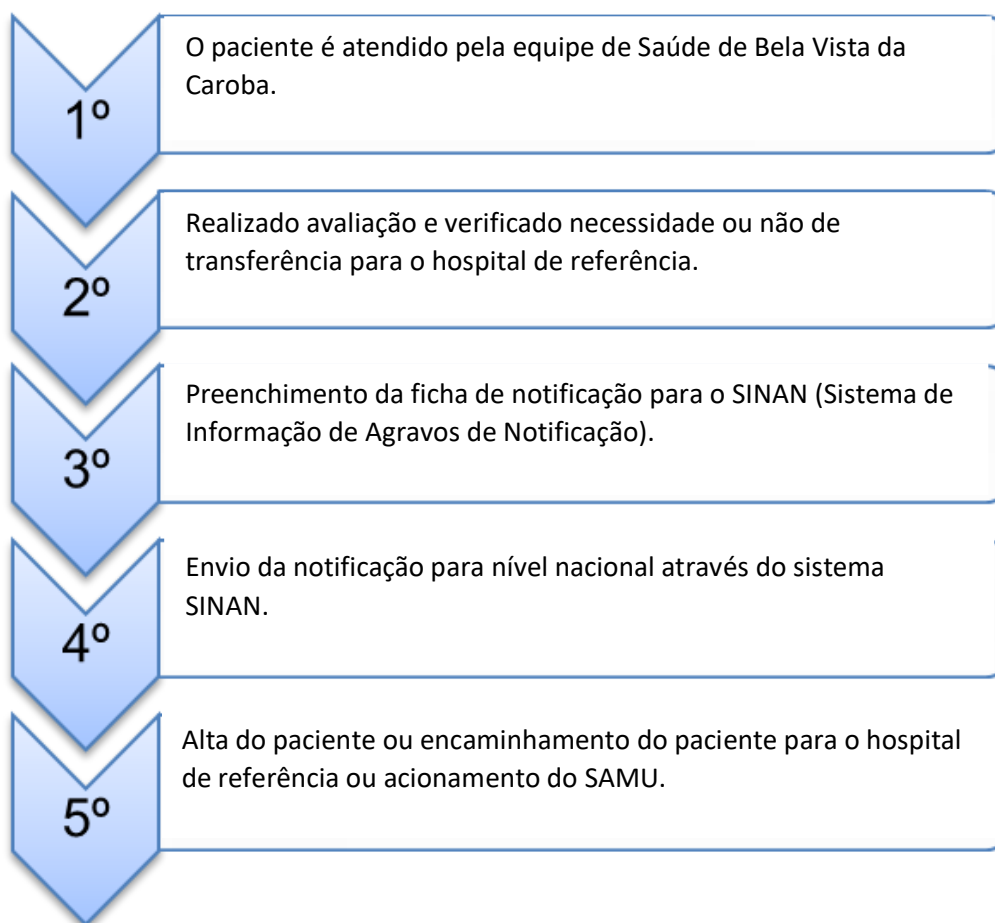 1º
O paciente é atendido pela equipe de Saúde de Bela Vista da
Caroba.
2º
Realizado avaliação e verificado necessidade ou não de
transferência para o hospital de referência.
3º
Preenchimento da ficha de notificação para o SINAN (Sistema de
Informação de Agravos de Notificação).
4º
Envio da notificação para nível nacional através do sistema
SINAN.
5º
Alta do paciente ou encaminhamento do paciente para o hospital
de referência ou acionamento do SAMU.